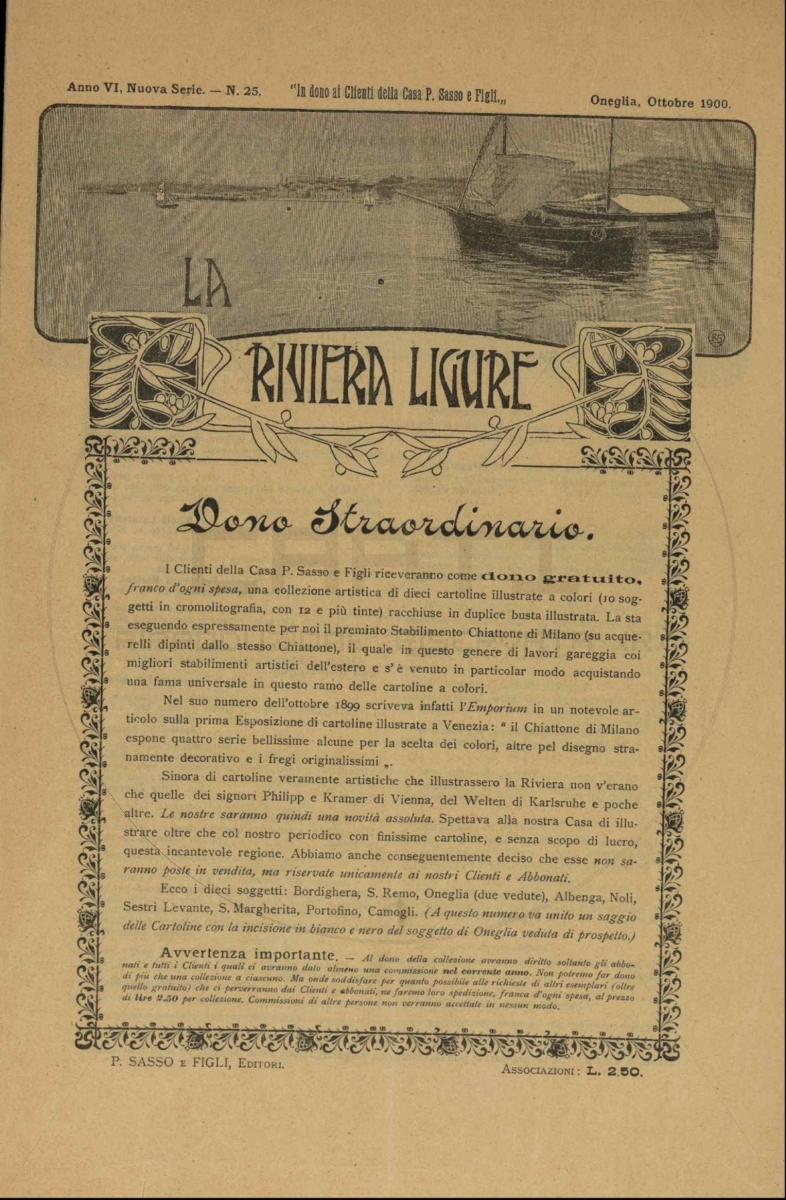 Anno VI, Nuova Serie. — N. 25.
"In dono ai Clienti della Casa P. Sasso e Figli.„
Oneglia, Ottobre 1900.
LA
RIVIERA LIGURE
Dono Straordinario.
I Clienti della Casa P. Sasso e Figli riceveranno come dono gratuito,
franco d'ogni spesa, una collezione artistica di dieci cartoline illustrate a colori (10 sog-
getti in cromolitografia, con 12 e più tinte) racchiuse in duplice busta illustrata. La sta
eseguendo espressamente per noi il premiato Stabilimento Chiattone di Milano (su acque-
relli dipinti dallo stesso Chiattone), il quale in questo genere di lavori gareggia coi
migliori stabilimenti artistici dell'estero e s'è venuto in particolar modo acquistando
una fama universale in questo ramo delle cartoline a colori.
Nel suo numero dell'ottobre 1899 scriveva infatti l'Emporium in un notevole ar-
ticolo sulla prima Esposizione di cartoline illustrate a Venezia: " il Chiattone di Milano
espone quattro serie bellissime alcune per la scelta dei colori, altre pel disegno stra-
namente decorativo e i fregi originalissimi „.
Sinora di cartoline veramente artistiche che illustrassero la Riviera non v'erano
che quelle dei signori Philipp e Kramer di Vienna, del Welten di Karlsruhe e poche
altre. Le nostre saranno quindi una novità assoluta. Spettava alla nostra Casa di illu-
strare oltre che col nostro periodico con finissime cartoline, e senza scopo di lucro,
questa incantevole regione. Abbiamo anche conseguentemente deciso che esse non sa-
ranno poste in vendita, ma riservate unicamente ai nostri Clienti e Abbonati.
Ecco i dieci soggetti: Bordighera, S. Remo, Oneglia (due vedute), Albenga, Noli,
Sestri Levante, S. Margherita, Portofino, Camogli. (A questo numero va unito un saggio
delle Cartoline con la incisione in bianco e nero del soggetto di Oneglia veduta di prospetto.)
Avvertenza importante. — Al dono della collezione avranno diritto soltanto gli abbo-
nati e tutti i Clienti i quali ci avranno dato almeno una commissione nel corrente anno. Non potremo far dono
di più che una collezione a ciascuno. Ma onde soddisfare per quanto possibile alle richieste di altri esemplari (oltre
quello gratuito) che ci perverranno dai Clienti e abbonati, ne faremo loro spedizione, franca d'ogni spesa, al prezzo
di lire 2.50 per collezione. Commissioni di altre persone non verranno accettate in nessun modo.
P. SASSO E FIGLI, EDITORI.
ASSOCIAZIONI: L. 2.50.